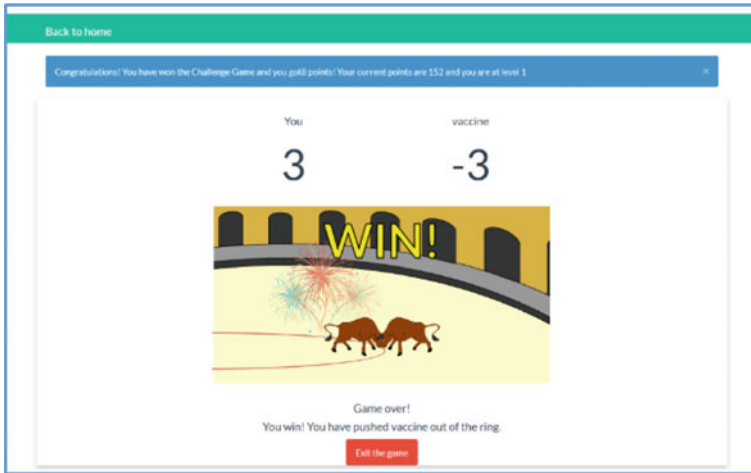 Back to home
Congratulations! You have won the Challenge Game and you got8 points! Your current points are 152 and you are at level 1 ×
You vaccine
3 -3
WIN!
Game over!
You win! You have pushed vaccine out of the ring.
Exit the game